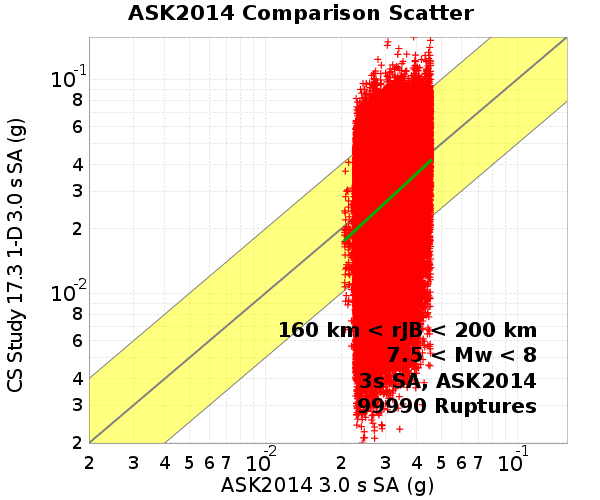 ASK2014 Comparison Scatter
CS Study 17.3 1-D 3.0 s SA (g)
10-1
8
6
4
3
2
10-2
8
6
4
3
2
160 km < rJB < 200 km
7.5 < Mw < 8
3s SA, ASK2014
99990 Ruptures
2 3 4 5 6 7 10-2 2 3 4 5 6 7 10-1
ASK2014 3.0 s SA (g)